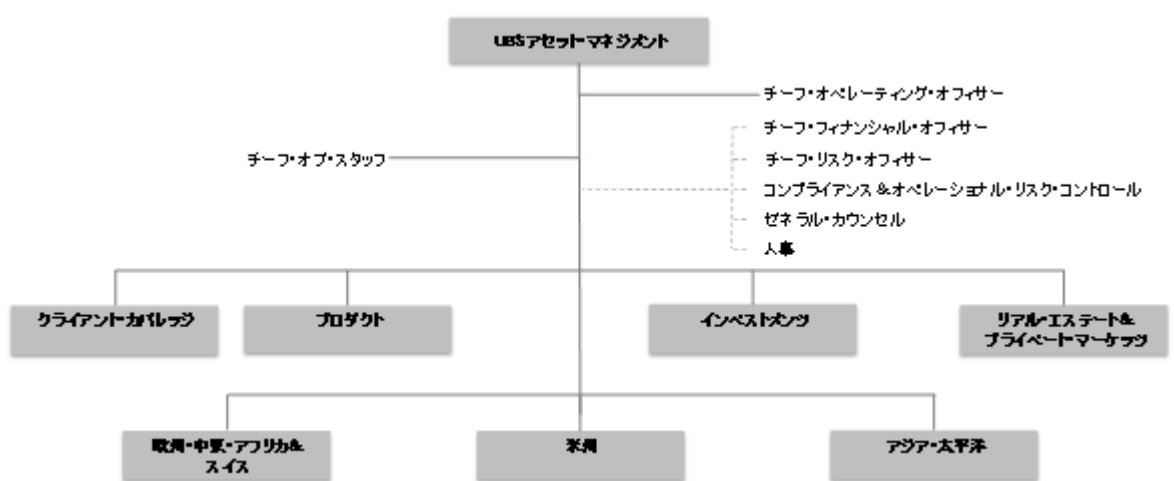 UBSアセット・マネジメント
チーフ・オペレーティング・オフィサー
チーフ・フィナンシャル・オフィサー
チーフ・オブ・スタッフ
チーフ・リスク・オフィサー
コンプライアンス&オペレーショナル・リスク・コントロール
ゼネラル・カウンセル
人事
クライアント・カバレッジ
プロダクト
インベストメンツ
リアル・エステート&
プライベート・マーケッツ
欧州・中東・アフリカ&
スイス
米州
アジア・太平洋